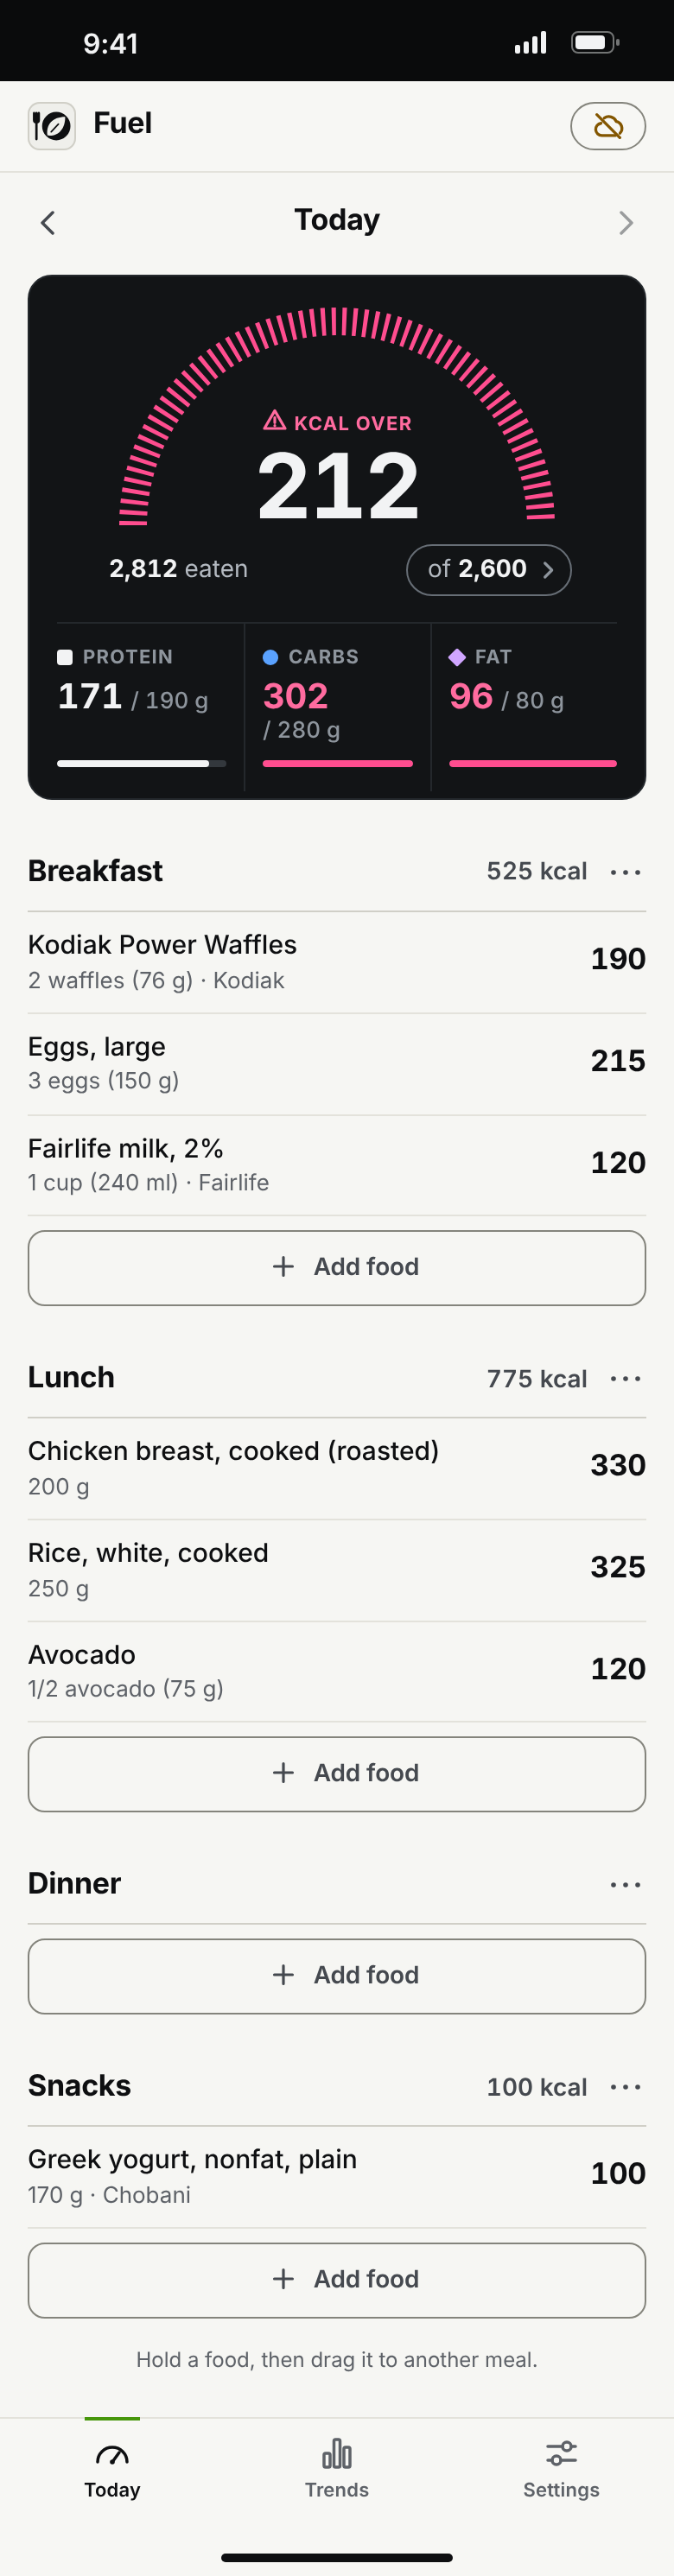 9:41
Fuel
Today
KCAL OVER
212
2,812 eaten
of 2,600
PROTEIN
171 / 190 g
CARBS
302
/ 280 g
FAT
96 / 80 g
Breakfast
525 kcal
Kodiak Power Waffles
2 waffles (76 g) · Kodiak
190
Eggs, large
3 eggs (150 g)
215
Fairlife milk, 2%
1 cup (240 ml) · Fairlife
120
Add food
Lunch
775 kcal
Chicken breast, cooked (roasted)
200 g
330
Rice, white, cooked
250 g
325
Avocado
1/2 avocado (75 g)
120
Add food
Dinner
Add food
Snacks
100 kcal
Greek yogurt, nonfat, plain
170 g · Chobani
100
Add food
Hold a food, then drag it to another meal.
Today
Trends
Settings